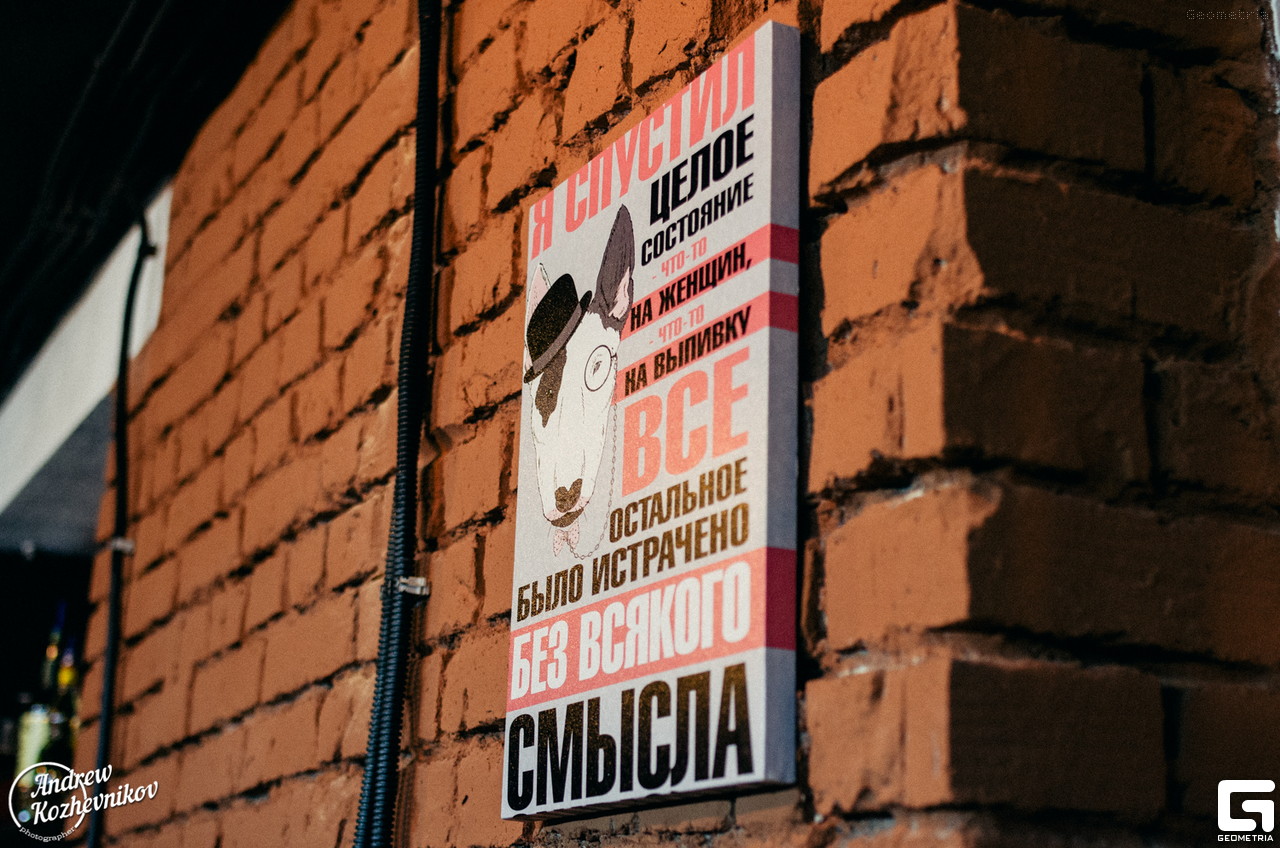 Geometria
Я СПУСТИЛ
ЦЕЛОЕ
СОСТОЯНИЕ
- ЧТО-ТО
НА ЖЕНЩИН,
ЧТО-ТО
НА ВЫПИВКУ
ВСЕ
ОСТАЛЬНОЕ
БЫЛО ИСТРАЧЕНО
БЕЗ ВСЯКОГО
СМЫСЛА
Andrew
Kozhevnikov
photographer
GEOMETRIA